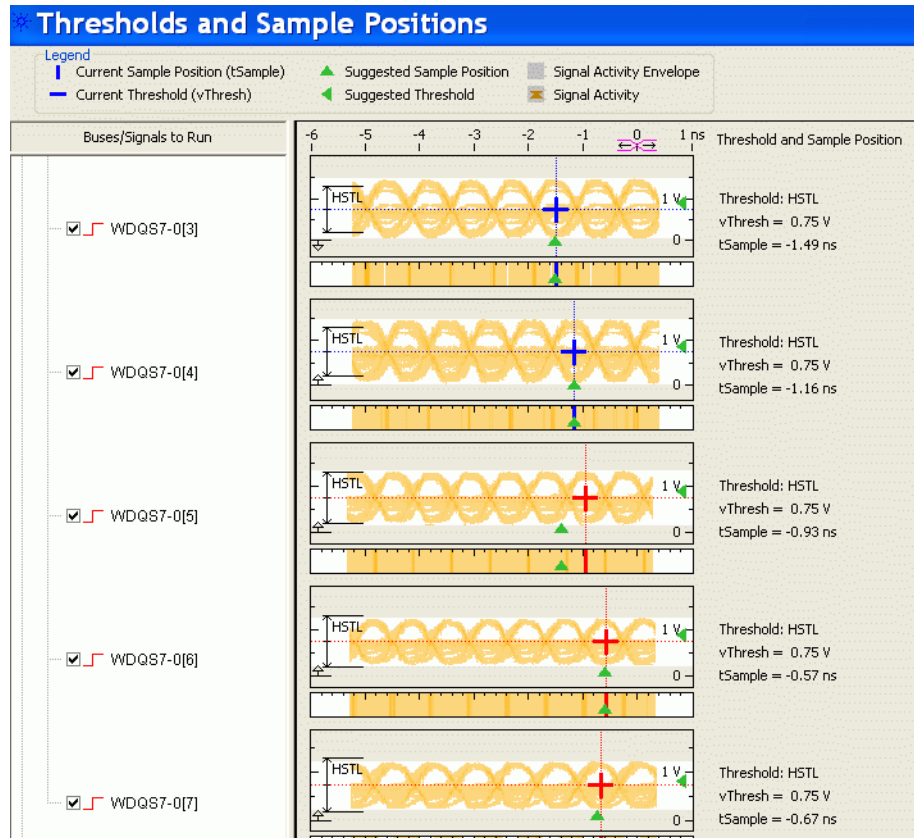 Thresholds and Sample Positions
Legend
Current Sample Position (tSample)
Suggested Sample Position
Signal Activity Envelope
Current Threshold (vThresh)
Suggested Threshold
Signal Activity
Buses/Signals to Run
-6 -5 -4 -3 -2 -1 0 1 ns
Threshold and Sample Position
HSTL
1 V
0
WDQS7-0[3]
Threshold: HSTL
vThresh = 0.75 V
tSample = -1.49 ns
HSTL
1 V
0
WDQS7-0[4]
Threshold: HSTL
vThresh = 0.75 V
tSample = -1.16 ns
HSTL
1 V
0
WDQS7-0[5]
Threshold: HSTL
vThresh = 0.75 V
tSample = -0.93 ns
HSTL
1 V
0
WDQS7-0[6]
Threshold: HSTL
vThresh = 0.75 V
tSample = -0.57 ns
HSTL
1 V
0
WDQS7-0[7]
Threshold: HSTL
vThresh = 0.75 V
tSample = -0.67 ns